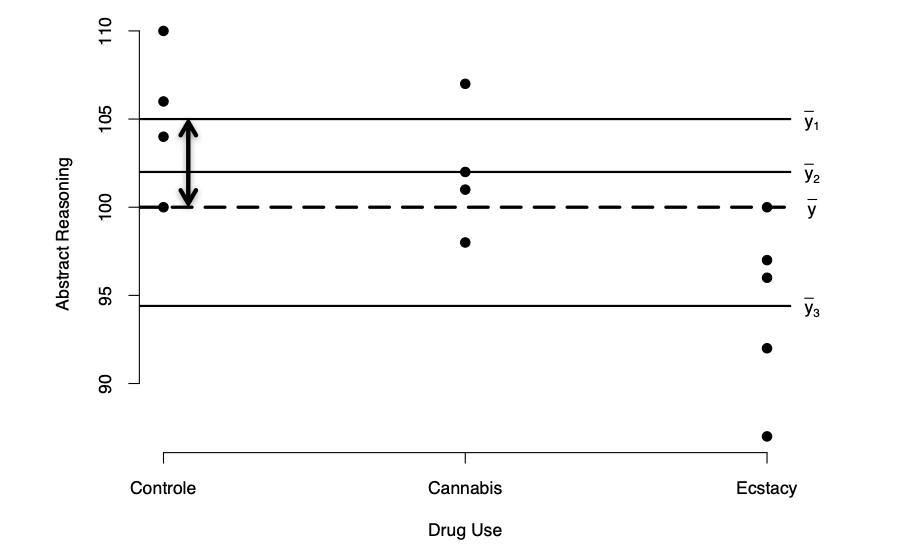 110
105
100
95
90
Abstract Reasoning
ȳ₁
ȳ₂
ȳ
ȳ₃
Controle
Cannabis
Ecstacy
Drug Use